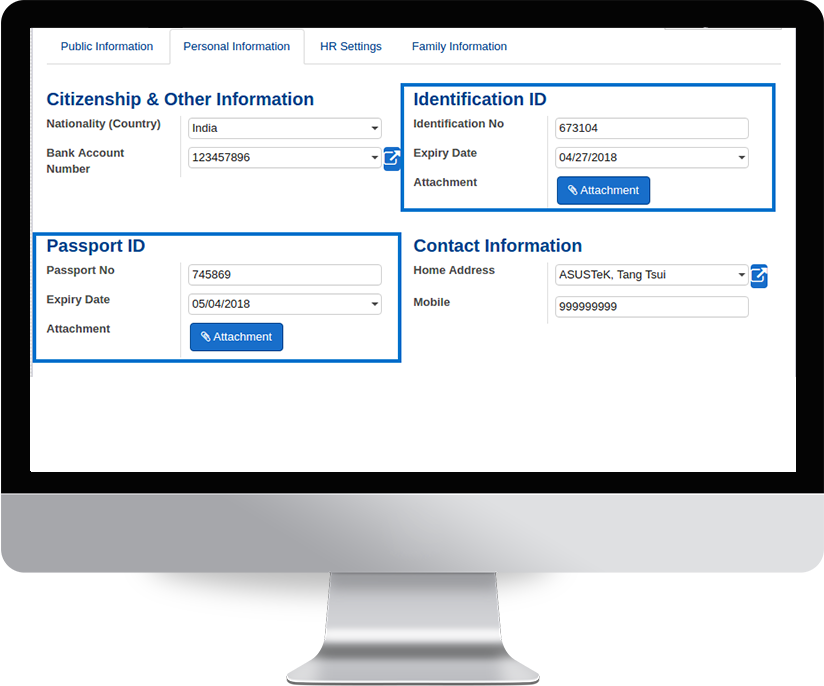 Public Information
Personal Information
HR Settings
Family Information
Citizenship & Other Information
Nationality (Country)
India
Bank Account
Number
123457896
Identification ID
Identification No
673104
Expiry Date
04/27/2018
Attachment
Attachment
Passport ID
Passport No
745869
Expiry Date
05/04/2018
Attachment
Attachment
Contact Information
Home Address
ASUSTeK, Tang Tsui
Mobile
999999999